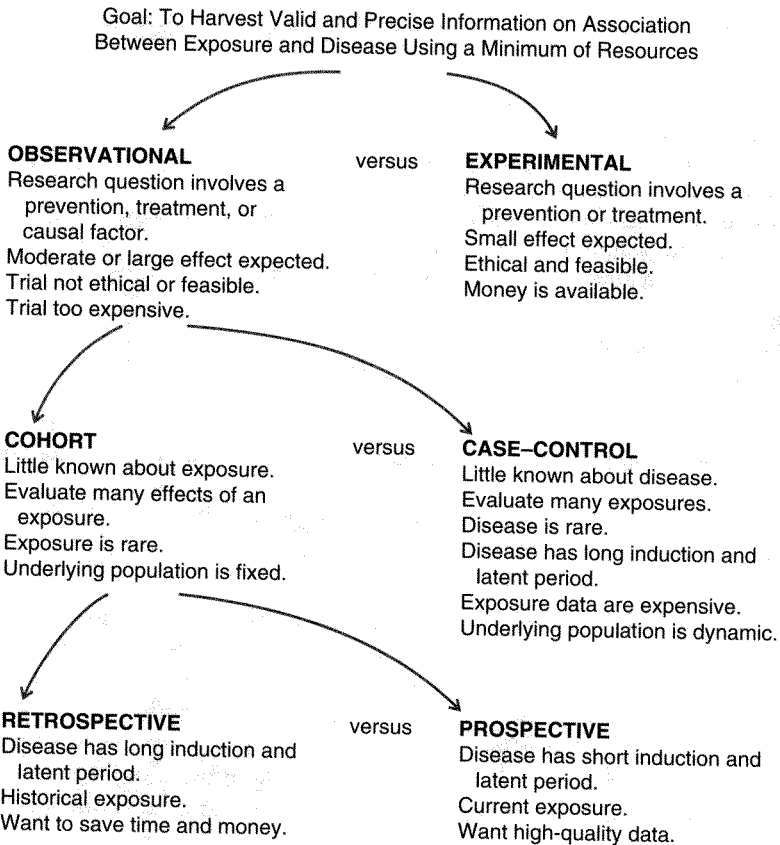 Goal: To Harvest Valid and Precise Information on Association
Between Exposure and Disease Using a Minimum of Resources
OBSERVATIONAL
Research question involves a
prevention, treatment, or
causal factor.
Moderate or large effect expected.
Trial not ethical or feasible.
Trial too expensive.
versus
EXPERIMENTAL
Research question involves a
prevention or treatment.
Small effect expected.
Ethical and feasible.
Money is available.
COHORT
Little known about exposure.
Evaluate many effects of an
exposure.
Exposure is rare.
Underlying population is fixed.
versus
CASE–CONTROL
Little known about disease.
Evaluate many exposures.
Disease is rare.
Disease has long induction and
latent period.
Exposure data are expensive.
Underlying population is dynamic.
RETROSPECTIVE
Disease has long induction and
latent period.
Historical exposure.
Want to save time and money.
versus
PROSPECTIVE
Disease has short induction and
latent period.
Current exposure.
Want high-quality data.